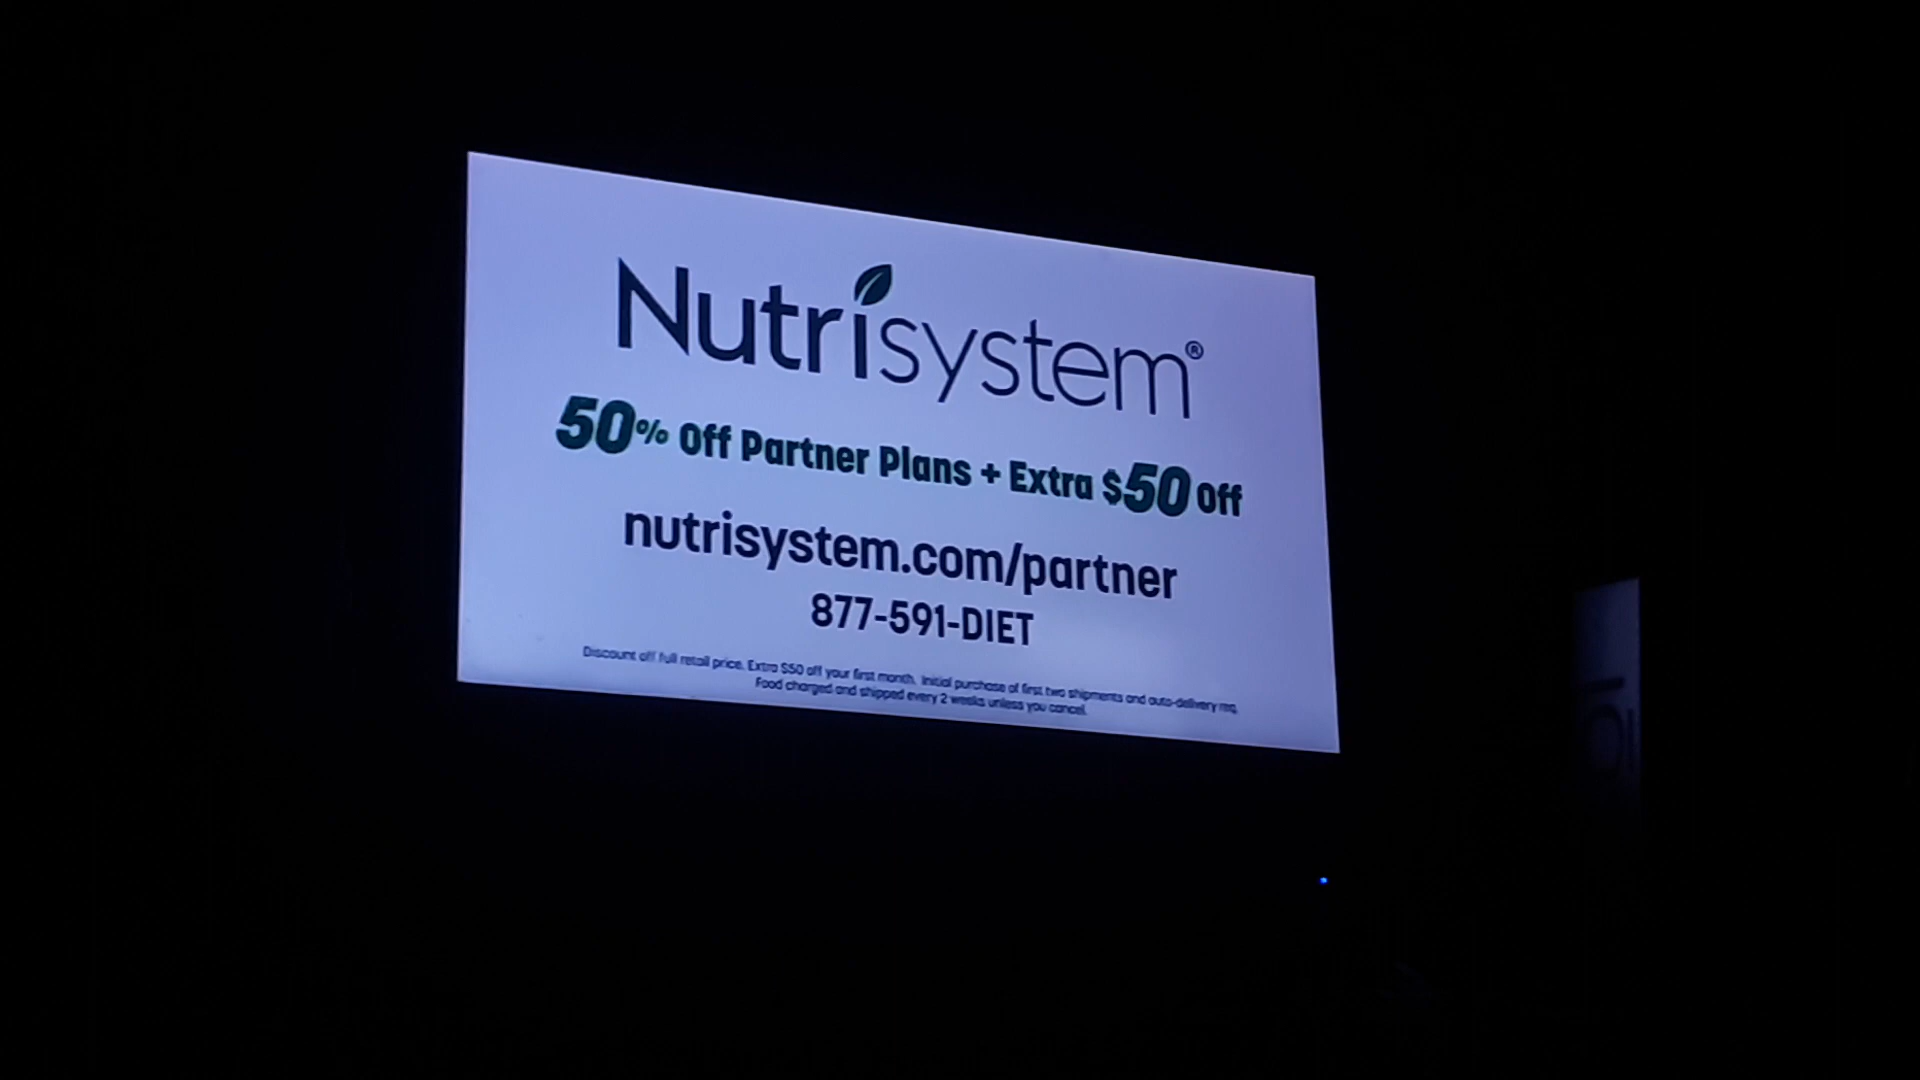 Nutrisystem®
50% Off Partner Plans + Extra $50 Off
nutrisystem.com/partner
877-591-DIET
Discount off full retail price. Extra $50 off your first month. Initial purchase of first two shipments and auto-delivery req.
Food charged and shipped every 2 weeks unless you cancel.